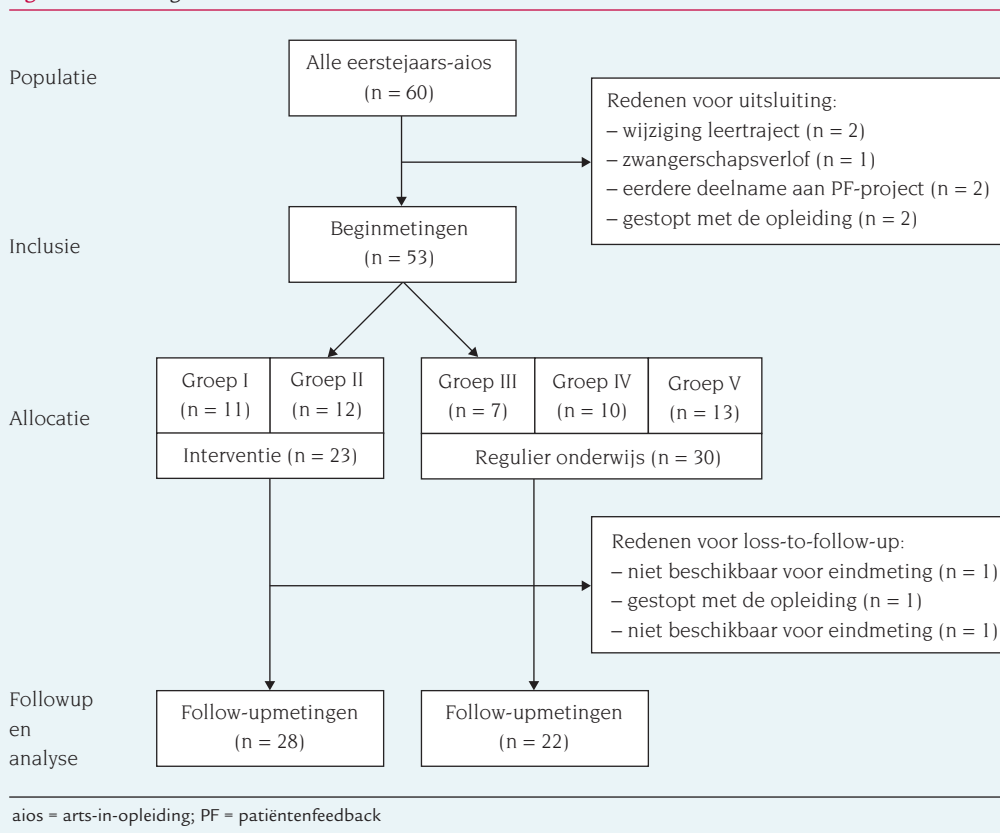 Populatie
Alle eerstejaars-aios
(n = 60)
Redenen voor uitsluiting:
– wijziging leertraject (n = 2)
– zwangerschapsverlof (n = 1)
– eerdere deelname aan PF-project (n = 2)
– gestopt met de opleiding (n = 2)
Inclusie
Beginmetingen
(n = 53)
Allocatie
Groep I
(n = 11)
Groep II
(n = 12)
Interventie (n = 23)
Groep III
(n = 7)
Groep IV
(n = 10)
Groep V
(n = 13)
Regulier onderwijs (n = 30)
Redenen voor loss-to-follow-up:
– niet beschikbaar voor eindmeting (n = 1)
– gestopt met de opleiding (n = 1)
– niet beschikbaar voor eindmeting (n = 1)
Followup
en
analyse
Follow-upmetingen
(n = 28)
Follow-upmetingen
(n = 22)
aios = arts-in-opleiding; PF = patiëntenfeedback